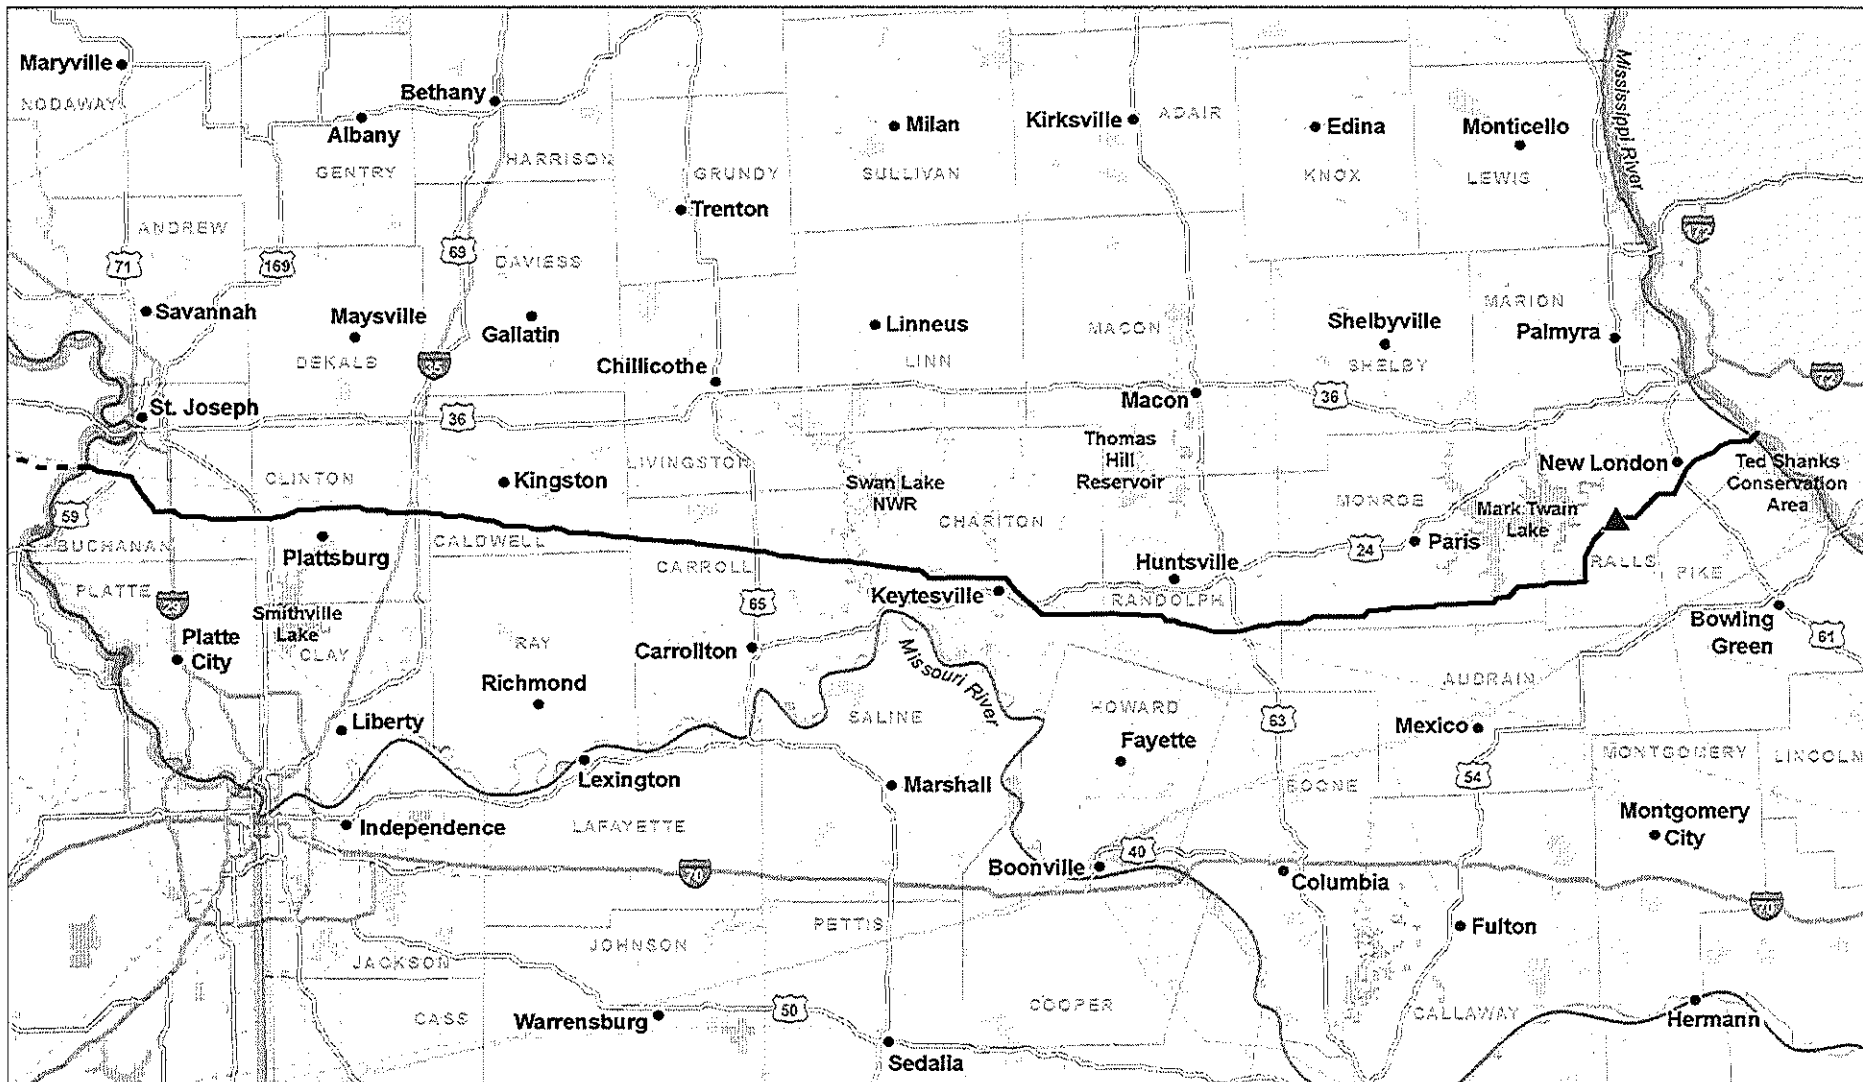 Maryville
NODAWAY
Bethany
Albany
GENTRY
HARRISON
GRUNDY
Trenton
Milan
SULLIVAN
Kirksville
ADAIR
Edina
KNOX
Monticello
LEWIS
Mississippi River
ANDREW
71
169
69
DAVIESS
Savannah
Maysville
DEKALB
35
Gallatin
Chillicothe
Linneus
LINN
MACON
Shelbyville
SHELBY
MARION
Palmyra
72
St. Joseph
36
Macon
36
Thomas
Hill
Reservoir
CLINTON
Kingston
LIVINGSTON
Swan Lake
NWR
CHARITON
MONROE
New London
Mark Twain
Lake
Ted Shanks
Conservation
Area
59
BUCHANAN
Plattsburg
CALDWELL
CARROLL
Huntsville
24
Paris
RALLS
PIKE
PLATTE
Smithville
Lake
65
Keytesville
RANDOLPH
Platte
City
CLAY
RAY
Carrollton
Missouri River
Bowling
Green
61
Richmond
AUDRAIN
Liberty
SALINE
HOWARD
Fayette
63
Mexico
MONTGOMERY
LINCOLN
Lexington
Marshall
BOONE
54
Independence
LAFAYETTE
Montgomery
City
70
Boonville
40
Columbia
70
PETTIS
Fulton
JOHNSON
JACKSON
CASS
Warrensburg
50
COOPER
CALLAWAY
Hermann
Sedalia